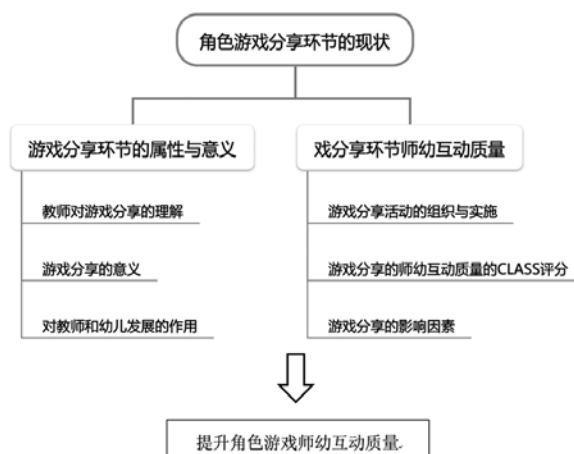 角色游戏分享环节的现状
游戏分享环节的属性与意义
教师对游戏分享的理解
游戏分享的意义
对教师和幼儿发展的作用
戏分享环节师幼互动质量
游戏分享活动的组织与实施
游戏分享的师幼互动质量的CLASS评分
游戏分享的影响因素
提升角色游戏师幼互动质量.